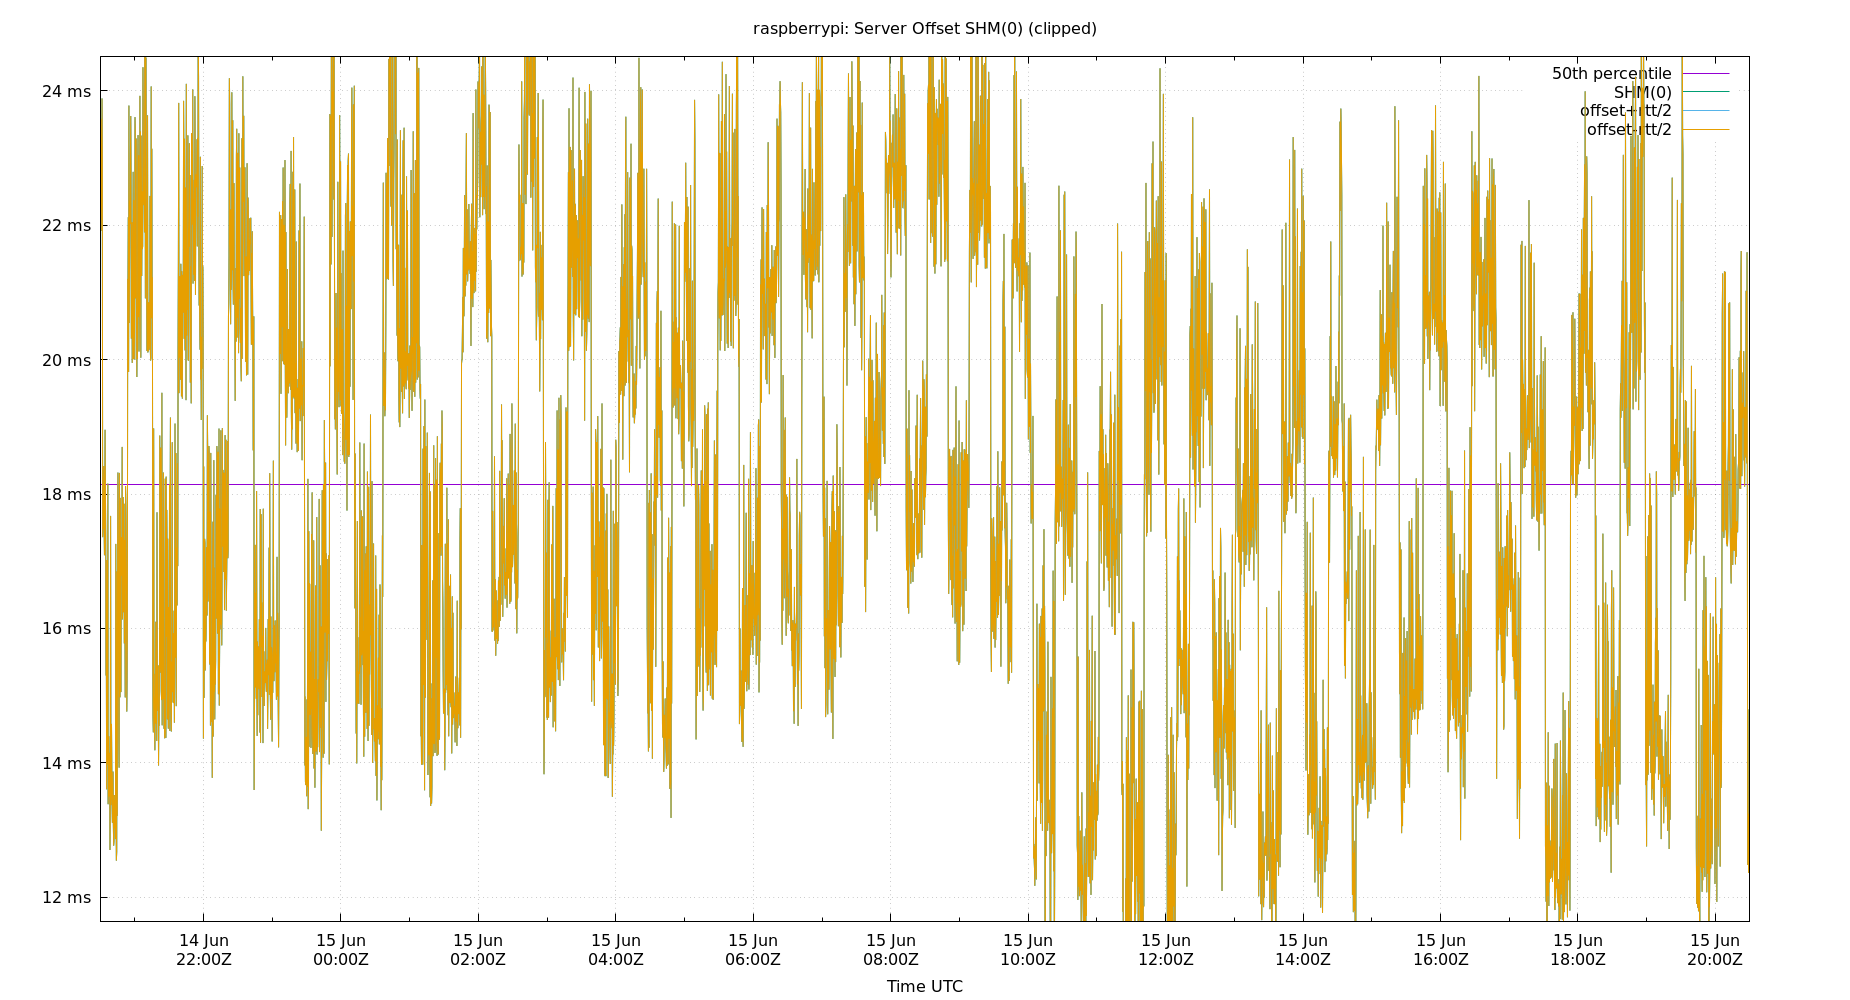 raspberrypi: Server Offset SHM(0) (clipped)
50th percentile
SHM(0)
offset+rtt/2
offset-rtt/2
24 ms
22 ms
20 ms
18 ms
16 ms
14 ms
12 ms
14 Jun 15 Jun 15 Jun 15 Jun 15 Jun 15 Jun 15 Jun 15 Jun 15 Jun 15 Jun 15 Jun 15 Jun
22:00Z 00:00Z 02:00Z 04:00Z 06:00Z 08:00Z 10:00Z 12:00Z 14:00Z 16:00Z 18:00Z 20:00Z
Time UTC